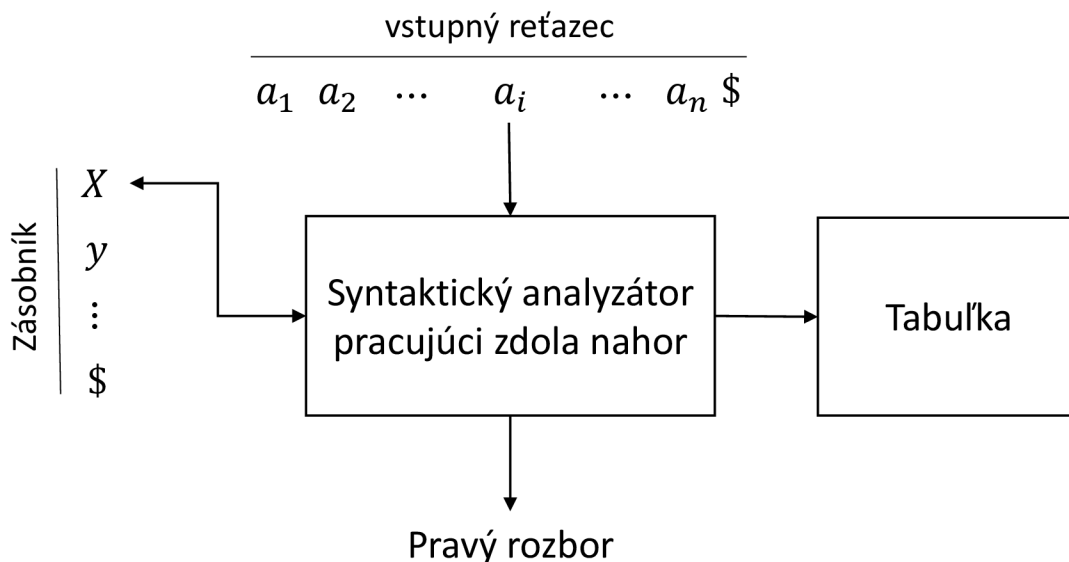 vstupný reťazec
a₁ a₂ ⋯ aᵢ ⋯ aₙ $
Zásobník
X
y
⋮
$
Syntaktický analyzátor
pracujúci zdola nahor
Tabuľka
Pravý rozbor